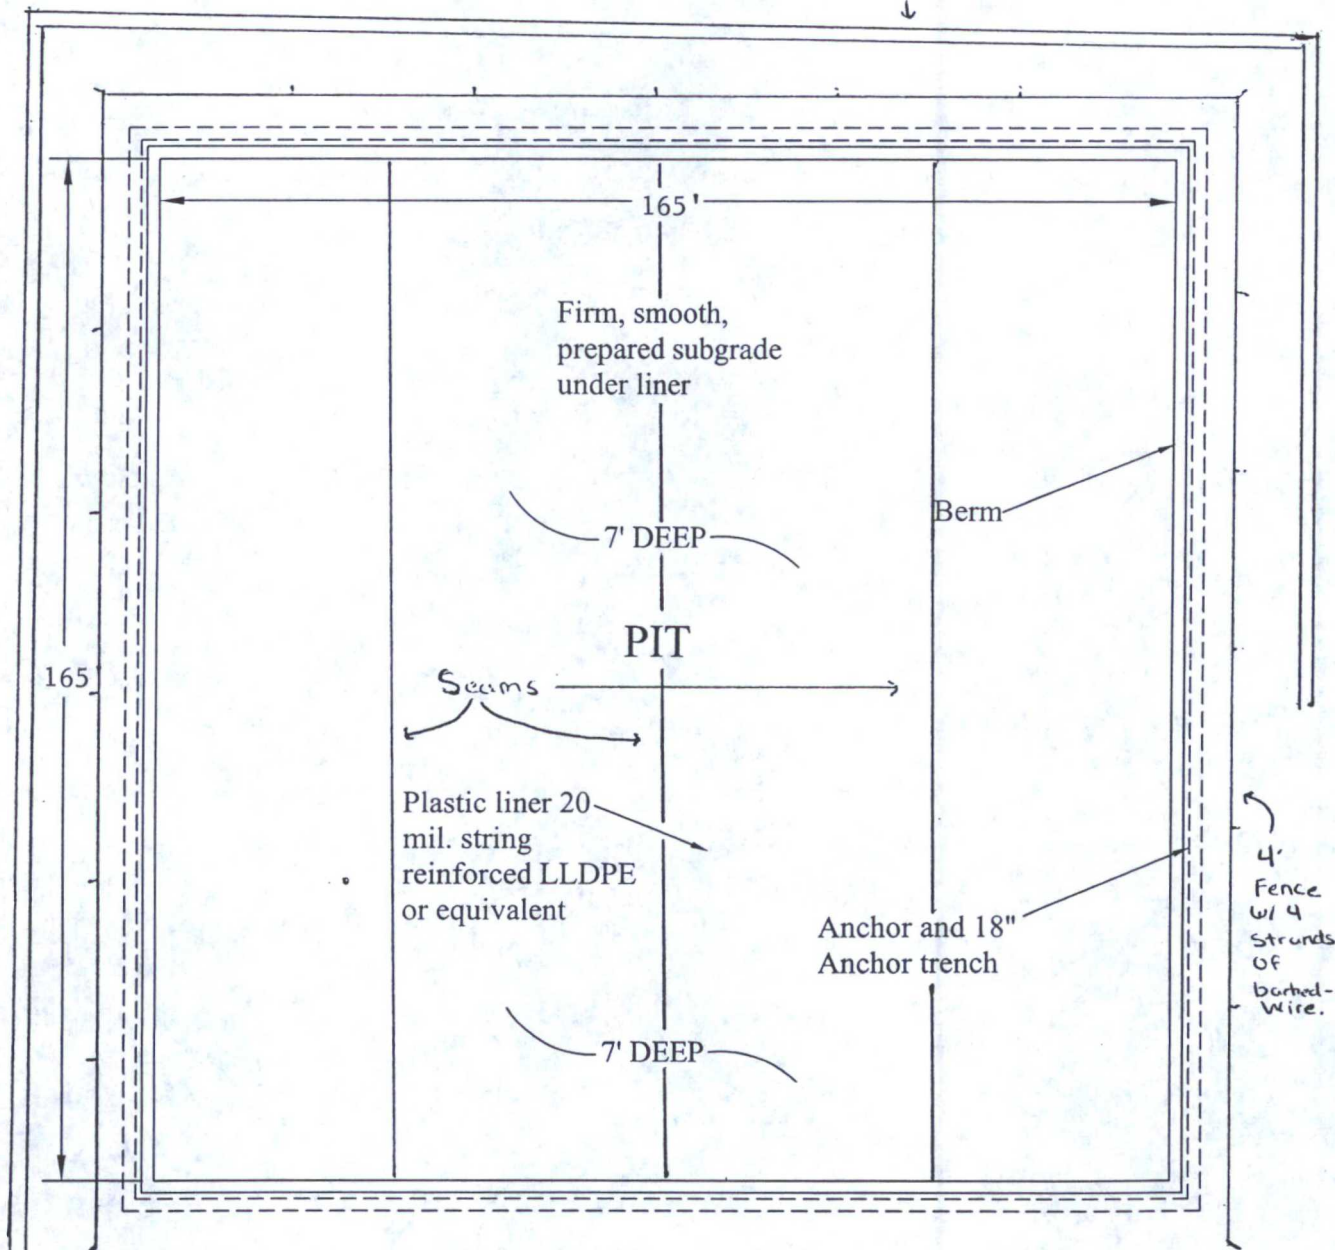 165'
Firm, smooth,
prepared subgrade
under liner
Berm
7' DEEP
PIT
Seams
165
Plastic liner 20
mil. string
reinforced LLDPE
or equivalent
Anchor and 18"
Anchor trench
7' DEEP
4'
Fence
w/ 4
Strands
of
barbed-
wire.